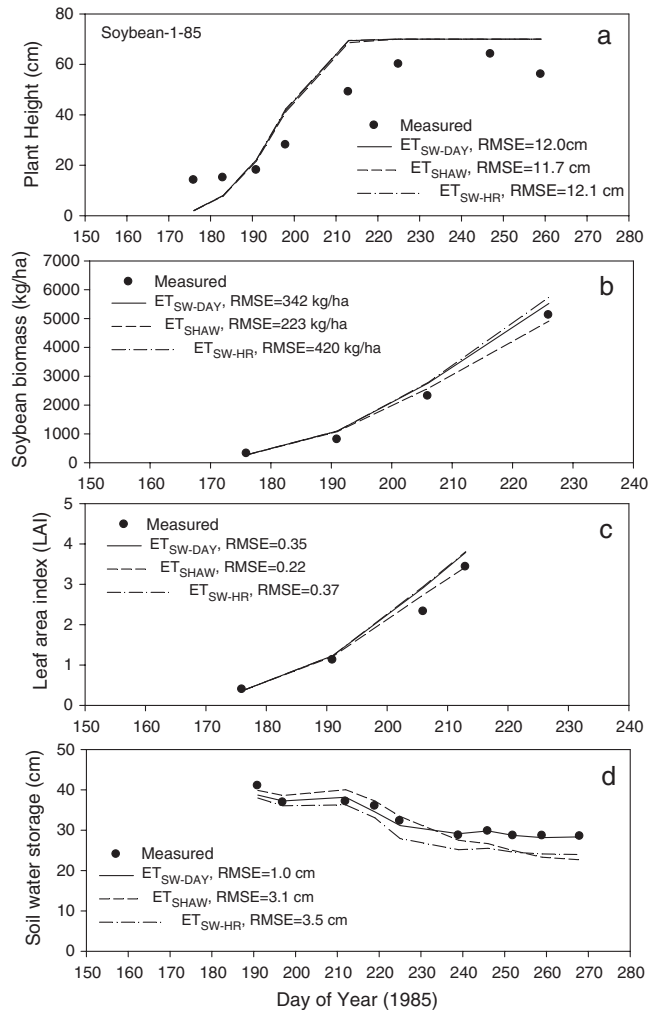 Soybean-1-85
a
Plant Height (cm)
80
60
40
20
0
Measured
ET_SW-DAY, RMSE=12.0cm
ET_SHAW, RMSE=11.7 cm
ET_SW-HR, RMSE=12.1 cm
150 160 170 180 190 200 210 220 230 240 250 260 270 280
b
Soybean biomass (kg/ha)
7000
6000
5000
4000
3000
2000
1000
0
Measured
ET_SW-DAY, RMSE=342 kg/ha
ET_SHAW, RMSE=223 kg/ha
ET_SW-HR, RMSE=420 kg/ha
150 160 170 180 190 200 210 220 230 240
c
Leaf area index (LAI)
5
4
3
2
1
0
Measured
ET_SW-DAY, RMSE=0.35
ET_SHAW, RMSE=0.22
ET_SW-HR, RMSE=0.37
150 160 170 180 190 200 210 220 230 240
d
Soil water storage (cm)
50
40
30
20
10
0
Measured
ET_SW-DAY, RMSE=1.0 cm
ET_SHAW, RMSE=3.1 cm
ET_SW-HR, RMSE=3.5 cm
150 160 170 180 190 200 210 220 230 240 250 260 270 280
Day of Year (1985)